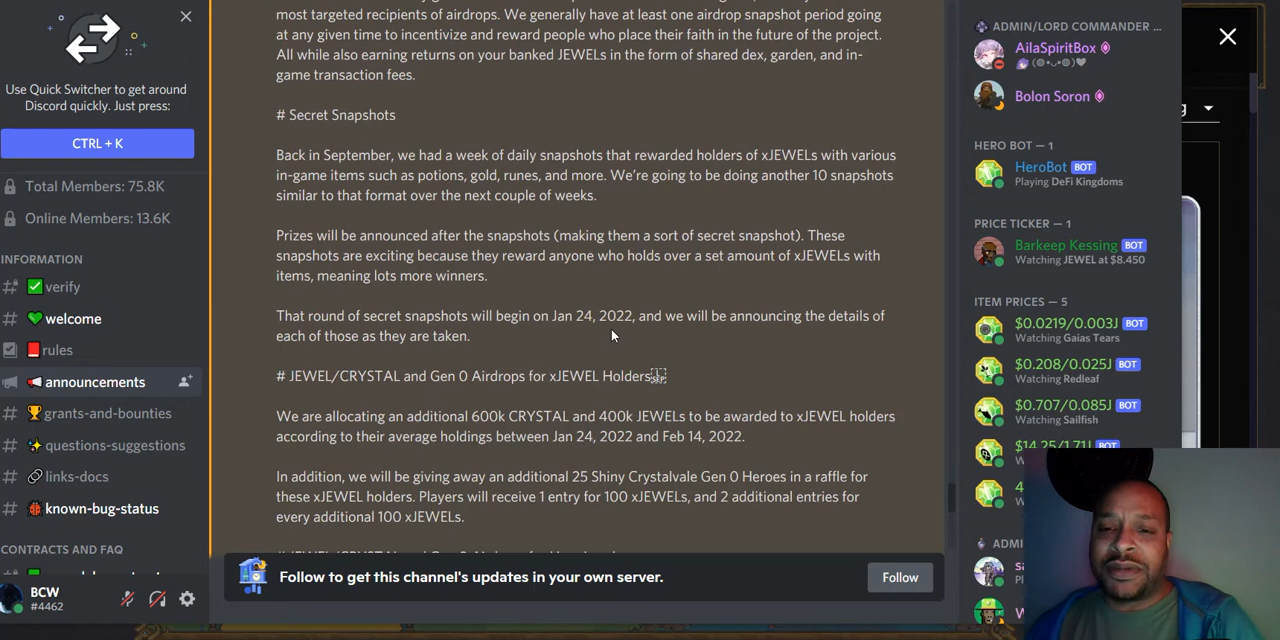 Use Quick Switcher to get around
Discord quickly. Just press:
CTRL + K
Total Members: 75.8K
Online Members: 13.6K
INFORMATION
verify
welcome
rules
announcements
grants-and-bounties
questions-suggestions
links-docs
known-bug-status
CONTRACTS AND FAQ
BCW
#4462
most targeted recipients of airdrops. We generally have at least one airdrop snapshot period going
at any given time to incentivize and reward people who place their faith in the future of the project.
All while also earning returns on your banked JEWELs in the form of shared dex, garden, and in-
game transaction fees.
# Secret Snapshots
Back in September, we had a week of daily snapshots that rewarded holders of xJEWELs with various
in-game items such as potions, gold, runes, and more. We're going to be doing another 10 snapshots
similar to that format over the next couple of weeks.
Prizes will be announced after the snapshots (making them a sort of secret snapshot). These
snapshots are exciting because they reward anyone who holds over a set amount of xJEWELs with
items, meaning lots more winners.
That round of secret snapshots will begin on Jan 24, 2022, and we will be announcing the details of
each of those as they are taken.
# JEWEL/CRYSTAL and Gen 0 Airdrops for xJEWEL Holders
We are allocating an additional 600k CRYSTAL and 400k JEWELs to be awarded to xJEWEL holders
according to their average holdings between Jan 24, 2022 and Feb 14, 2022.
In addition, we will be giving away an additional 25 Shiny Crystalvale Gen 0 Heroes in a raffle for
these xJEWEL holders. Players will receive 1 entry for 100 xJEWELs, and 2 additional entries for
every additional 100 xJEWELs.
Follow to get this channel's updates in your own server.
Follow
ADMIN/LORD COMMANDER ...
AilaSpiritBox
Bolon Soron
HERO BOT — 1
HeroBot BOT
Playing DeFi Kingdoms
PRICE TICKER — 1
Barkeep Kessing BOT
Watching JEWEL at $8.450
ITEM PRICES — 5
$0.0219/0.003J BOT
Watching Gaias Tears
$0.208/0.025J BOT
Watching Redleaf
$0.707/0.085J BOT
Watching Sailfish
$14.25/1.71J BOT
ADMI